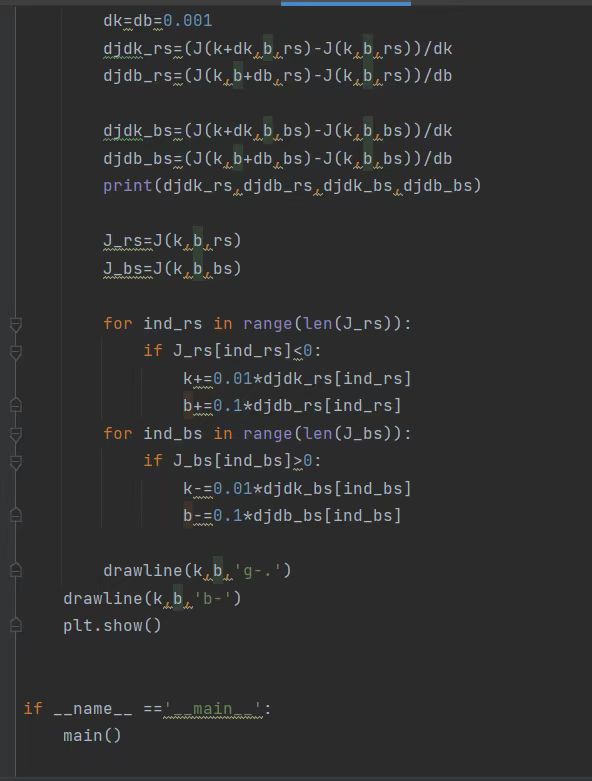 dk=db=0.001
djdk_rs=(J(k+dk,b,rs)-J(k,b,rs))/dk
djdb_rs=(J(k,b+db,rs)-J(k,b,rs))/db
djdk_bs=(J(k+dk,b,bs)-J(k,b,bs))/dk
djdb_bs=(J(k,b+db,bs)-J(k,b,bs))/db
print(djdk_rs,djdb_rs,djdk_bs,djdb_bs)
J_rs=J(k,b,rs)
J_bs=J(k,b,bs)
for ind_rs in range(len(J_rs)):
if J_rs[ind_rs]<0:
k+=0.01*djdk_rs[ind_rs]
b+=0.1*djdb_rs[ind_rs]
for ind_bs in range(len(J_bs)):
if J_bs[ind_bs]>0:
k-=0.01*djdk_bs[ind_bs]
b-=0.1*djdb_bs[ind_bs]
drawline(k,b,'g-.')
drawline(k,b,'b-')
plt.show()
if __name__ =='__main__':
main()